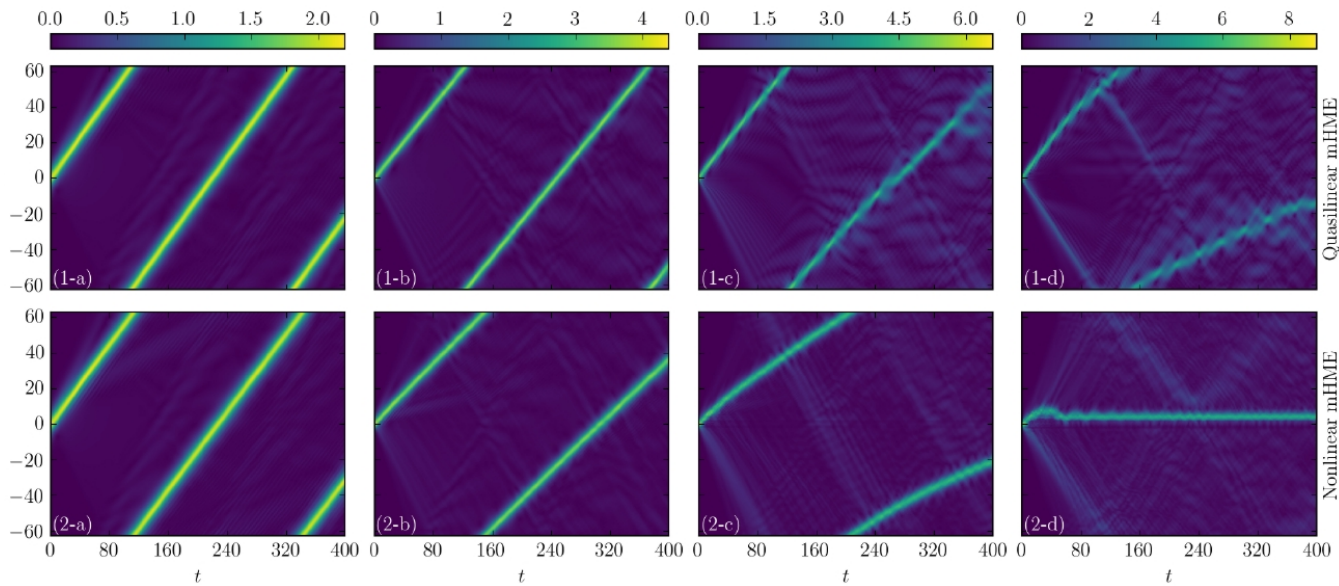 0.0 0.5 1.0 1.5 2.0
0 1 2 3 4
0.0 1.5 3.0 4.5 6.0
0 2 4 6 8
60
40
20
0
−20
−40
−60
(1-a)
(1-b)
(1-c)
(1-d)
Quasilinear mHME
60
40
20
0
−20
−40
−60
(2-a)
(2-b)
(2-c)
(2-d)
Nonlinear mHME
0 80 160 240 320 400
0 80 160 240 320 400
0 80 160 240 320 400
0 80 160 240 320 400
t
t
t
t